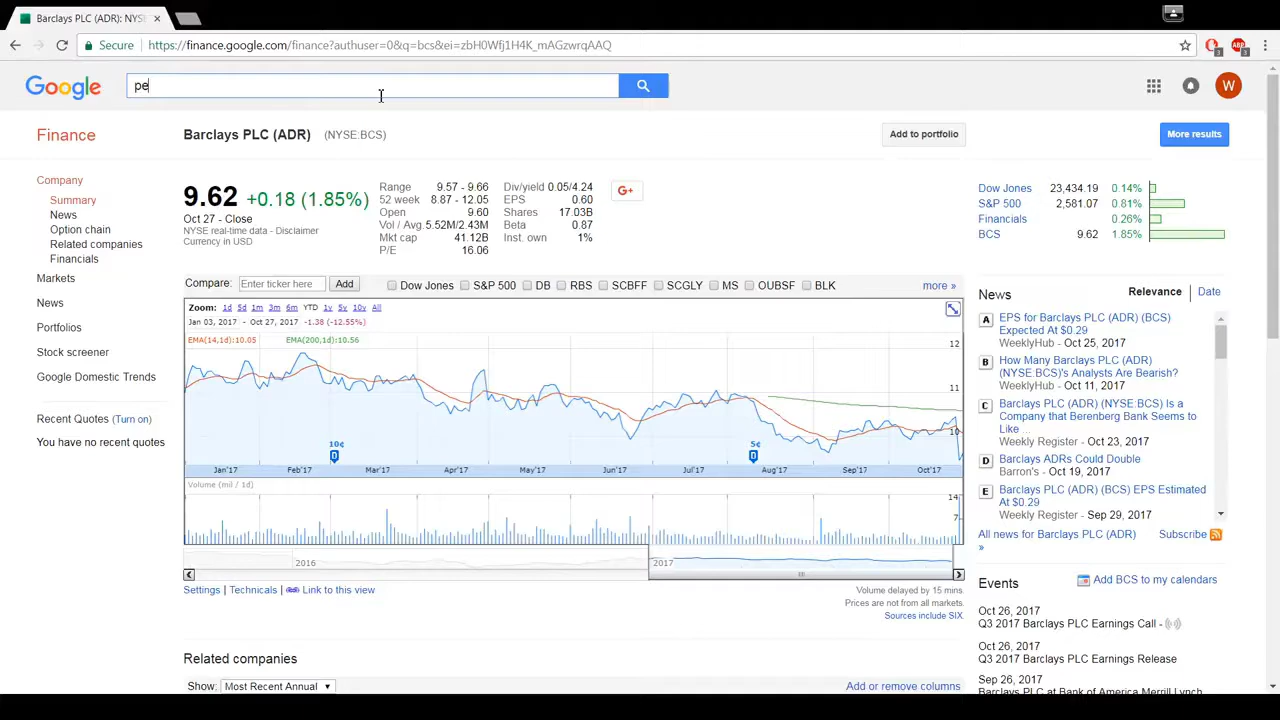 Barclays PLC (ADR): NYS
Secure https://finance.google.com/finance?authuser=0&q=bcs&ei=zbH0Wfj1H4K_mAGzwrqAAQ
3
ABP
3
Google
pe
W
Finance
Barclays PLC (ADR) (NYSE:BCS)
Add to portfolio
More results
Company
Summary
News
Option chain
Related companies
Financials
Markets
News
Portfolios
Stock screener
Google Domestic Trends
Recent Quotes (Turn on)
You have no recent quotes
9.62 +0.18 (1.85%)
Oct 27 - Close
NYSE real-time data - Disclaimer
Currency in USD
Range 9.57 - 9.66
52 week 8.87 - 12.05
Open 9.60
Vol / Avg. 5.52M/2.43M
Mkt cap 41.12B
P/E 16.06
Div/yield 0.05/4.24
EPS 0.60
Shares 17.03B
Beta 0.87
Inst. own 1%
G+
Dow Jones 23,434.19 0.14%
S&P 500 2,581.07 0.81%
Financials 0.26%
BCS 9.62 1.85%
Compare: Enter ticker here Add Dow Jones S&P 500 DB RBS SCBFF SCGLY MS OUBSF BLK more »
Zoom: 1d 5d 1m 3m 6m YTD 1y 5y 10y All
Jan 03, 2017 - Oct 27, 2017 -1.38 (-12.55%)
EMA(14,1d):10.05 EMA(200,1d):10.56
12
11
10
10¢
D
5¢
D
Jan'17 Feb'17 Mar'17 Apr'17 May'17 Jun'17 Jul'17 Aug'17 Sep'17 Oct'17
Volume (mil / 1d)
14
7
2016 2017
Settings | Technicals | Link to this view
Volume delayed by 15 mins.
Prices are not from all markets.
Sources include SIX.
Related companies
Show: Most Recent Annual
Add or remove columns
News
Relevance | Date
A EPS for Barclays PLC (ADR) (BCS)
Expected At $0.29
WeeklyHub - Oct 25, 2017
B How Many Barclays PLC (ADR)
(NYSE:BCS)'s Analysts Are Bearish?
WeeklyHub - Oct 11, 2017
C Barclays PLC (ADR) (NYSE:BCS) Is a
Company that Berenberg Bank Seems to
Like ...
Weekly Register - Oct 23, 2017
D Barclays ADRs Could Double
Barron's - Oct 19, 2017
E Barclays PLC (ADR) (BCS) EPS Estimated
At $0.29
Weekly Register - Sep 29, 2017
All news for Barclays PLC (ADR)
»
Subscribe
Events
Add BCS to my calendars
Oct 26, 2017
Q3 2017 Barclays PLC Earnings Call -
Oct 26, 2017
Q3 2017 Barclays PLC Earnings Release
Sep 26, 2017
Barclays PLC at Bank of America Merrill Lynch